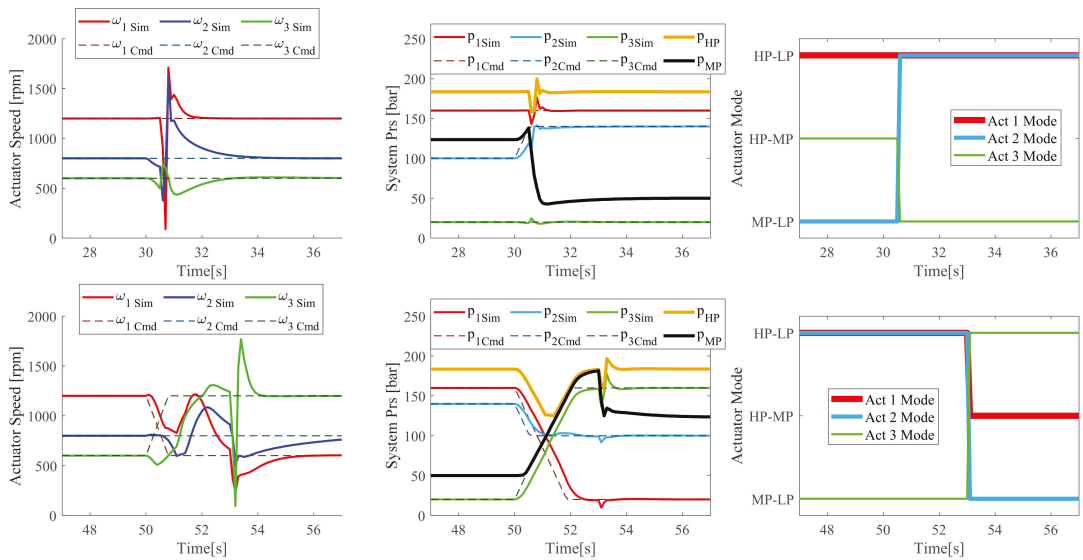 ω1 Sim ω2 Sim ω3 Sim
ω1 Cmd ω2 Cmd ω3 Cmd
2000
1500
1000
500
0
Actuator Speed [rpm]
28 30 32 34 36
Time[s]
p1Sim p2Sim p3Sim pHP
p1Cmd p2Cmd p3Cmd pMP
250
200
150
100
50
0
System Prs [bar]
28 30 32 34 36
Time[s]
HP-LP
HP-MP
MP-LP
Actuator Mode
Act 1 Mode
Act 2 Mode
Act 3 Mode
28 30 32 34 36
Time[s]
ω1 Sim ω2 Sim ω3 Sim
ω1 Cmd ω2 Cmd ω3 Cmd
2000
1500
1000
500
0
Actuator Speed [rpm]
48 50 52 54 56
Time[s]
p1Sim p2Sim p3Sim pHP
p1Cmd p2Cmd p3Cmd pMP
250
200
150
100
50
0
System Prs [bar]
48 50 52 54 56
Time[s]
HP-LP
HP-MP
MP-LP
Actuator Mode
Act 1 Mode
Act 2 Mode
Act 3 Mode
48 50 52 54 56
Time[s]